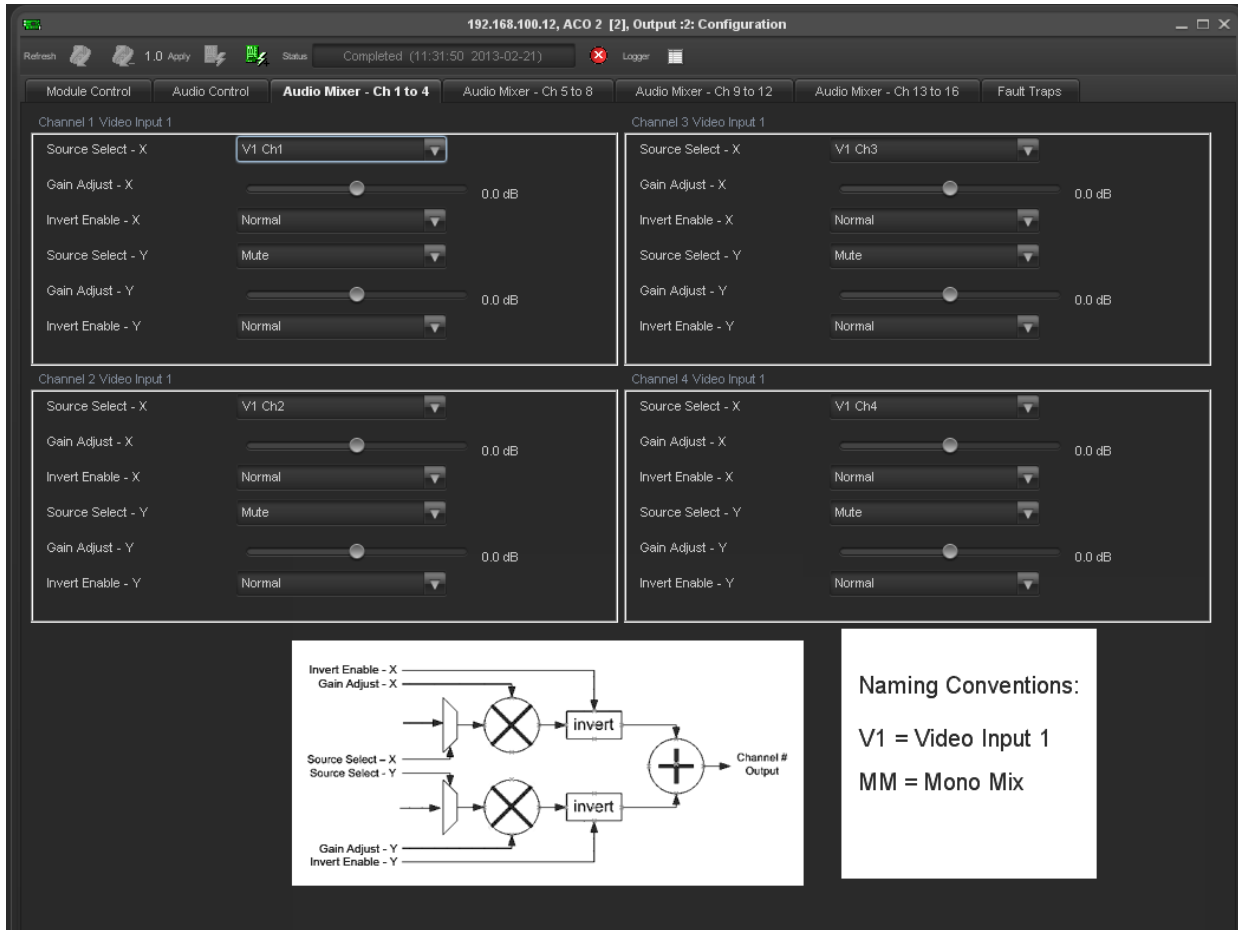 192.168.100.12, ACO 2 [2], Output :2: Configuration
Refresh 1.0 Apply Status Completed (11:31:50 2013-02-21) Logger
Module Control Audio Control Audio Mixer - Ch 1 to 4 Audio Mixer - Ch 5 to 8 Audio Mixer - Ch 9 to 12 Audio Mixer - Ch 13 to 16 Fault Traps
Channel 1 Video Input 1
Source Select - X V1 Ch1
Gain Adjust - X 0.0 dB
Invert Enable - X Normal
Source Select - Y Mute
Gain Adjust - Y 0.0 dB
Invert Enable - Y Normal
Channel 3 Video Input 1
Source Select - X V1 Ch3
Gain Adjust - X 0.0 dB
Invert Enable - X Normal
Source Select - Y Mute
Gain Adjust - Y 0.0 dB
Invert Enable - Y Normal
Channel 2 Video Input 1
Source Select - X V1 Ch2
Gain Adjust - X 0.0 dB
Invert Enable - X Normal
Source Select - Y Mute
Gain Adjust - Y 0.0 dB
Invert Enable - Y Normal
Channel 4 Video Input 1
Source Select - X V1 Ch4
Gain Adjust - X 0.0 dB
Invert Enable - X Normal
Source Select - Y Mute
Gain Adjust - Y 0.0 dB
Invert Enable - Y Normal
Invert Enable - X
Gain Adjust - X
invert
Source Select – X
Source Select - Y
Channel #
Output
invert
Gain Adjust - Y
Invert Enable - Y
Naming Conventions:
V1 = Video Input 1
MM = Mono Mix